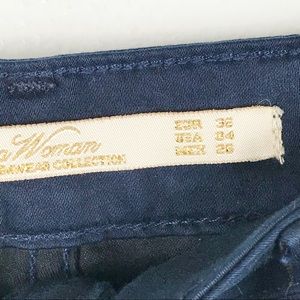 Woman
COLLECTION
EUR 36
USA 04
MEX 26